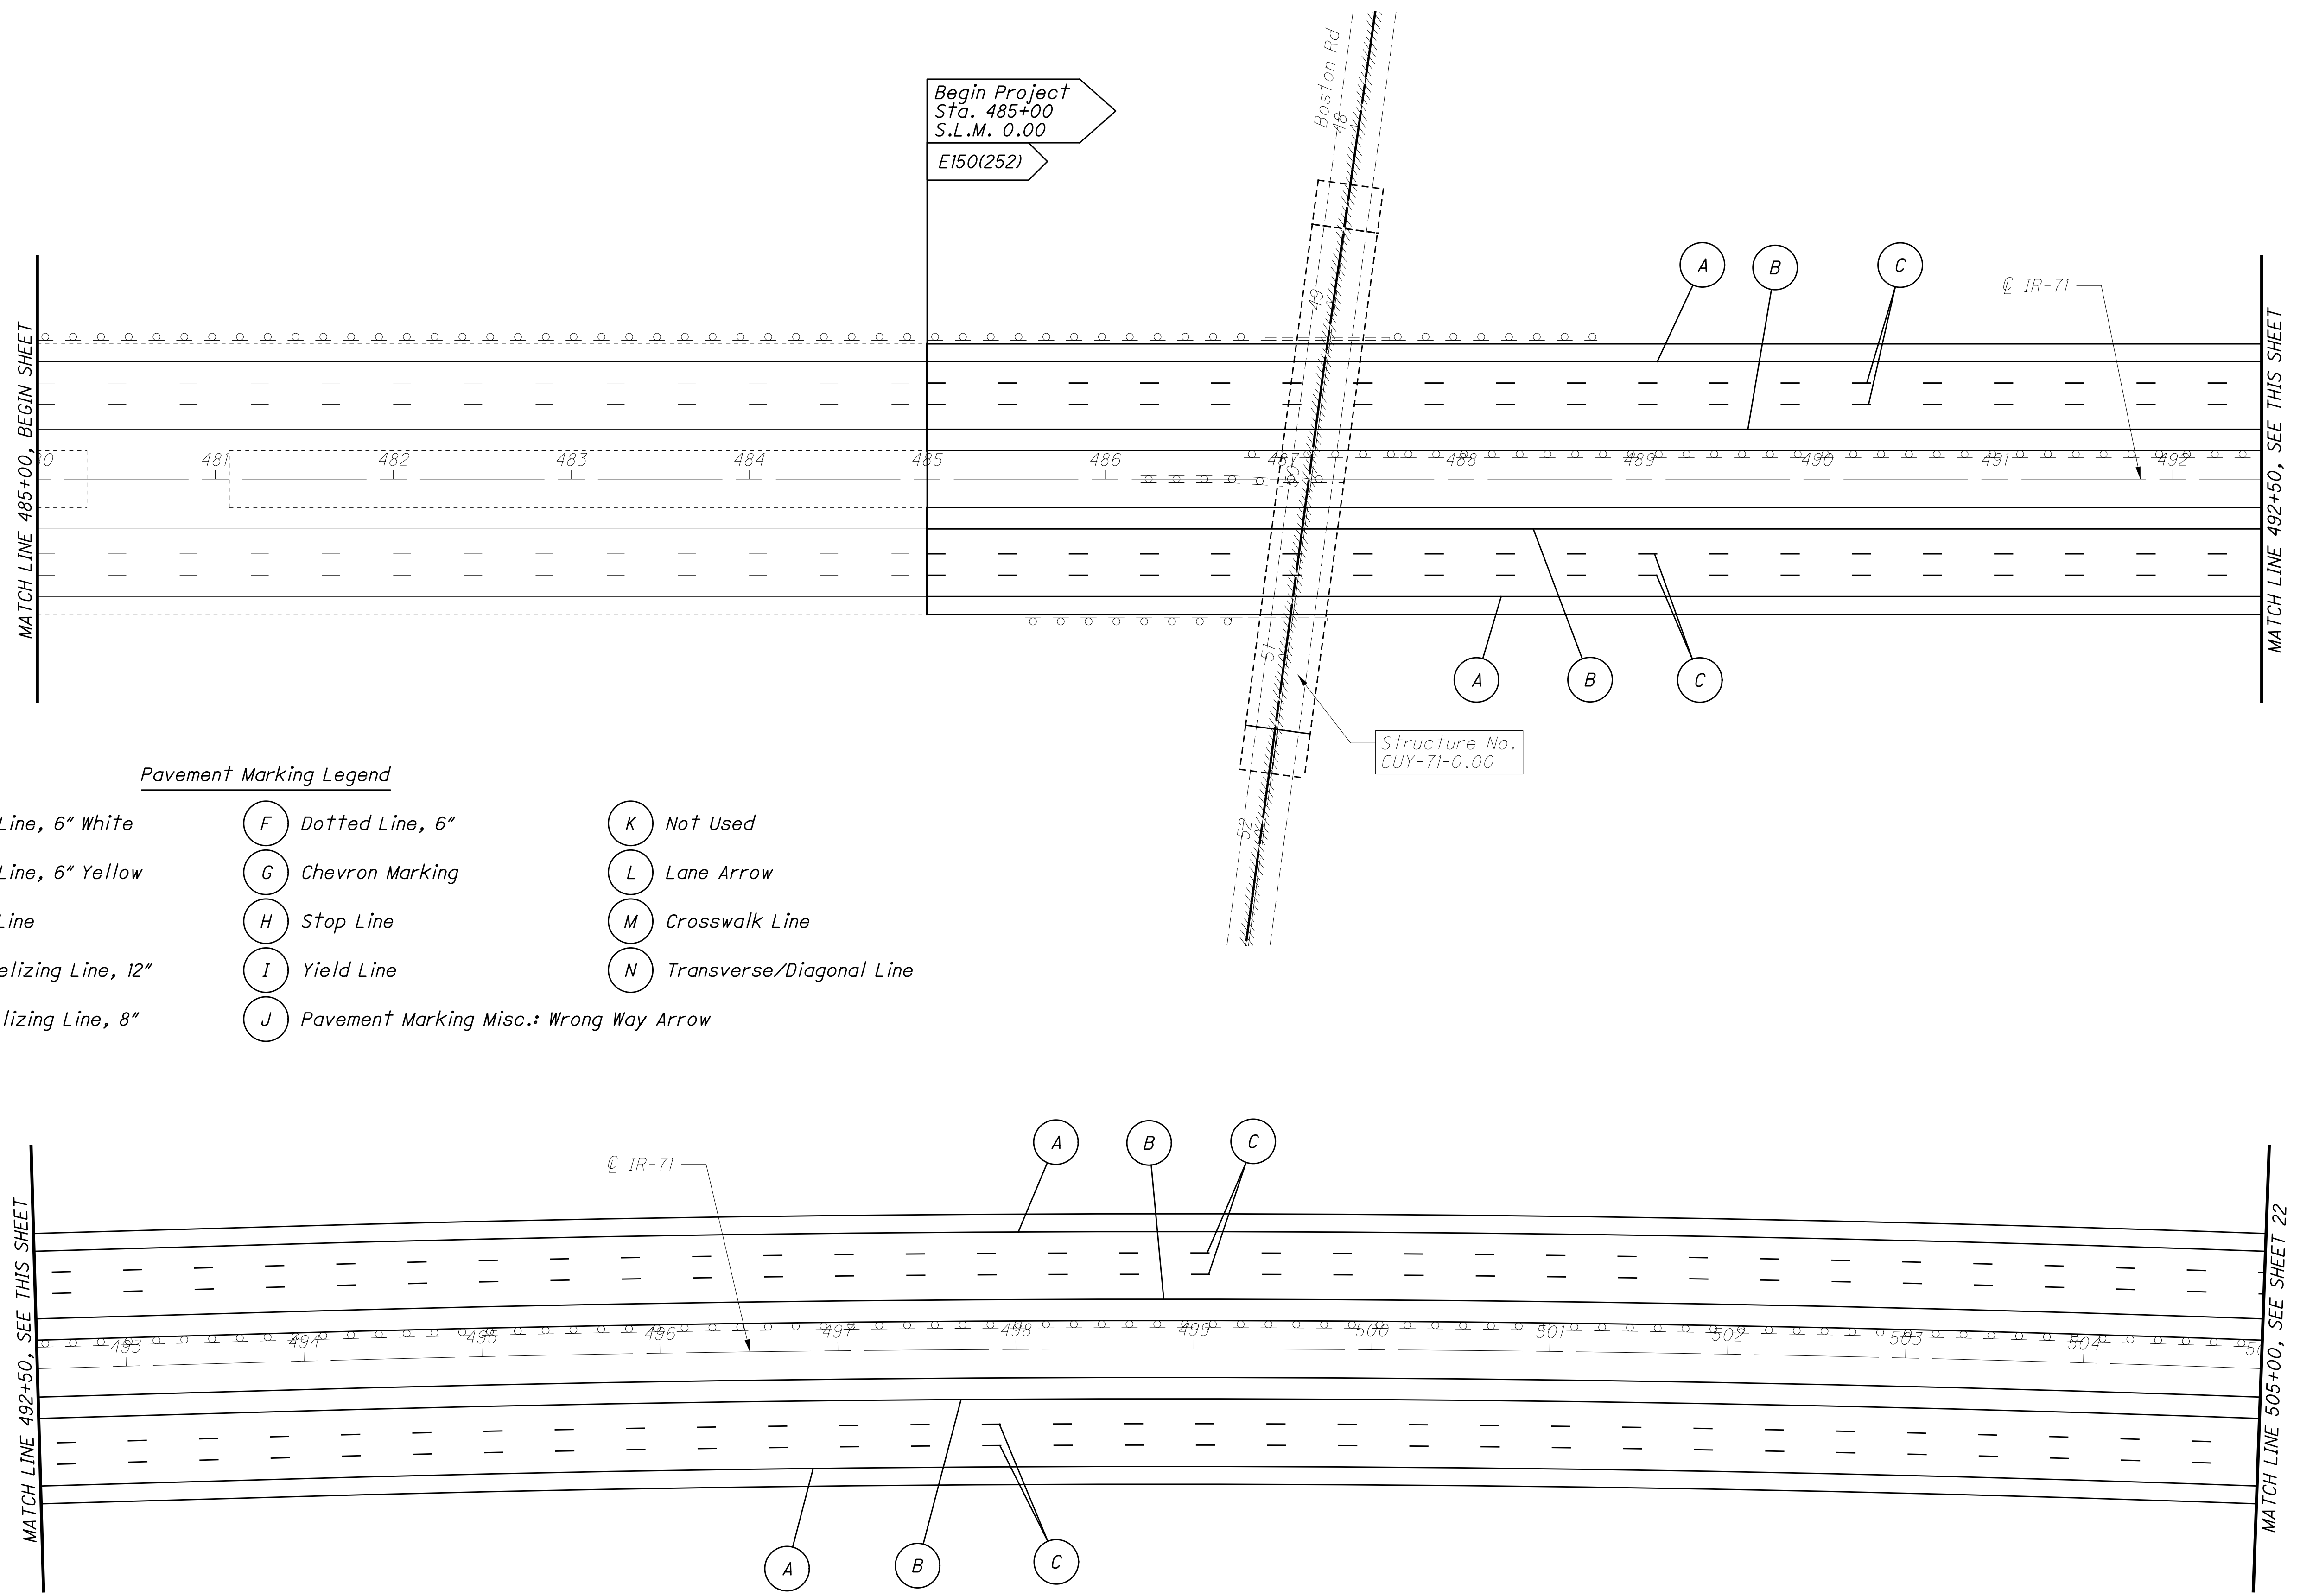 Begin Project
Sta. 485+00
S.L.M. 0.00
E150(252)
Boston Rd
48
49
50
51
52
A
B
C
℄ IR-71
MATCH LINE 485+00, BEGIN SHEET
481
482
483
484
485
486
487
488
489
490
491
492
MATCH LINE 492+50, SEE THIS SHEET
A
B
C
Structure No.
CUY-71-0.00
Pavement Marking Legend
Line, 6" White
F Dotted Line, 6"
K Not Used
Line, 6" Yellow
G Chevron Marking
L Lane Arrow
Line
H Stop Line
M Crosswalk Line
elizing Line, 12"
I Yield Line
N Transverse/Diagonal Line
lizing Line, 8"
J Pavement Marking Misc.: Wrong Way Arrow
A
B
C
℄ IR-71
MATCH LINE 492+50, SEE THIS SHEET
493
494
495
496
497
498
499
500
501
502
503
504
MATCH LINE 505+00, SEE SHEET 22
A
B
C